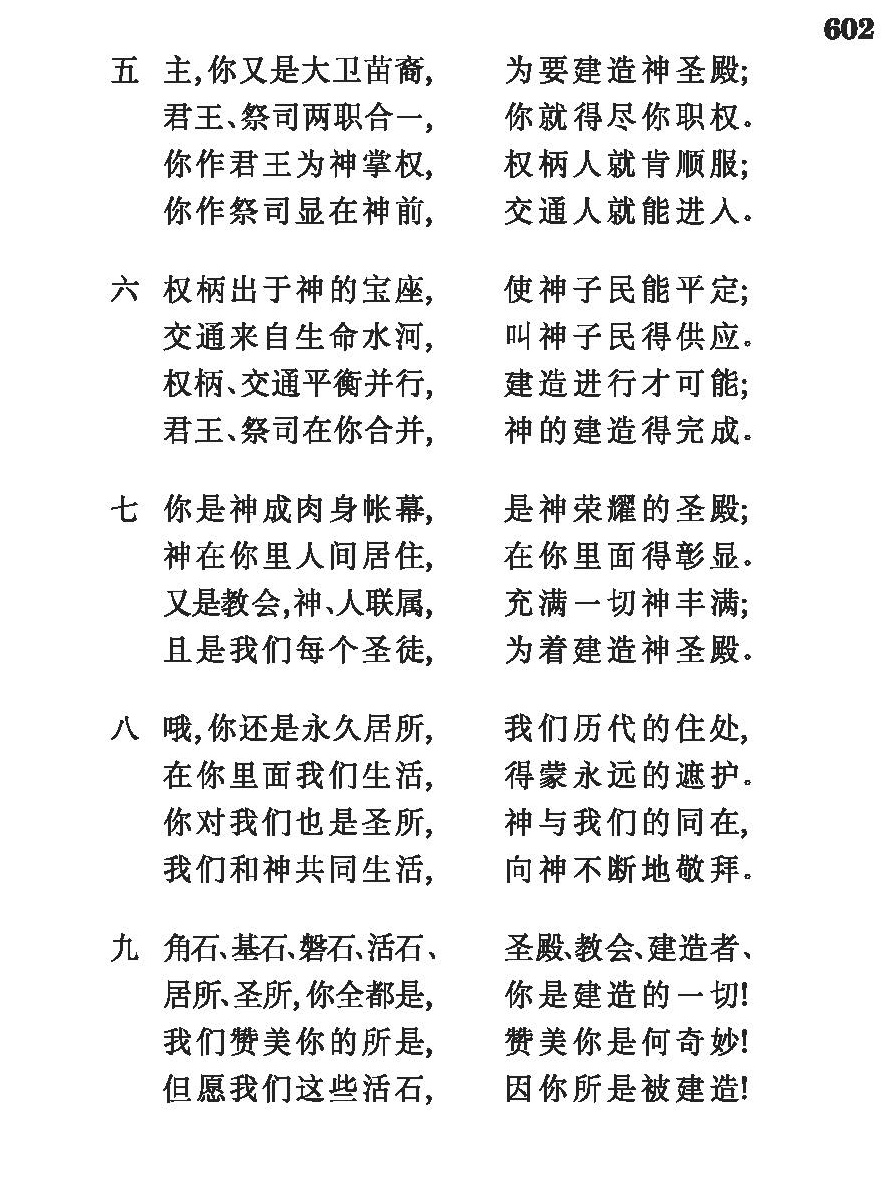 602
五 主,你又是大卫苗裔, 为要建造神圣殿;
君王、祭司两职合一, 你就得尽你职权。
你作君王为神掌权, 权柄人就肯顺服;
你作祭司显在神前, 交通人就能进入。
六 权柄出于神的宝座, 使神子民能平定;
交通来自生命水河, 叫神子民得供应。
权柄、交通平衡并行, 建造进行才可能;
君王、祭司在你合并, 神的建造得完成。
七 你是神成肉身帐幕, 是神荣耀的圣殿;
神在你里人间居住, 在你里面得彰显。
又是教会,神、人联属, 充满一切神丰满;
且是我们每个圣徒, 为着建造神圣殿。
八 哦,你还是永久居所, 我们历代的住处,
在你里面我们生活, 得蒙永远的遮护。
你对我们也是圣所, 神与我们的同在,
我们和神共同生活, 向神不断地敬拜。
九 角石、基石、磐石、活石、 圣殿、教会、建造者、
居所、圣所,你全都是, 你是建造的一切!
我们赞美你的所是, 赞美你是何奇妙!
但愿我们这些活石, 因你所是被建造!